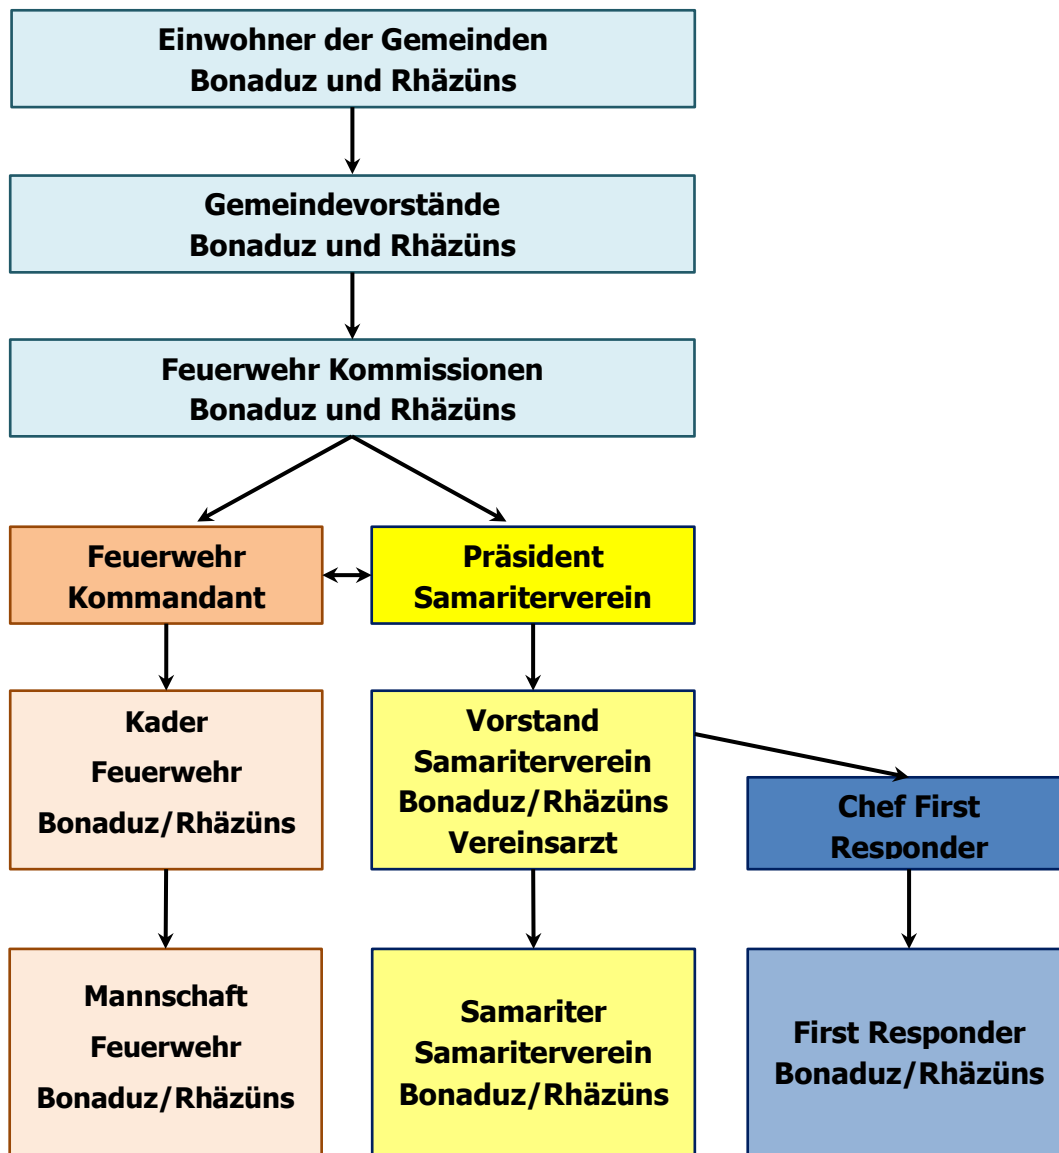 Einwohner der Gemeinden
Bonaduz und Rhäzüns
Gemeindevorstände
Bonaduz und Rhäzüns
Feuerwehr Kommissionen
Bonaduz und Rhäzüns
Feuerwehr
Kommandant
Präsident
Samariterverein
Kader
Feuerwehr
Bonaduz/Rhäzüns
Vorstand
Samariterverein
Bonaduz/Rhäzüns
Vereinsarzt
Chef First
Responder
Mannschaft
Feuerwehr
Bonaduz/Rhäzüns
Samariter
Samariterverein
Bonaduz/Rhäzüns
First Responder
Bonaduz/Rhäzüns